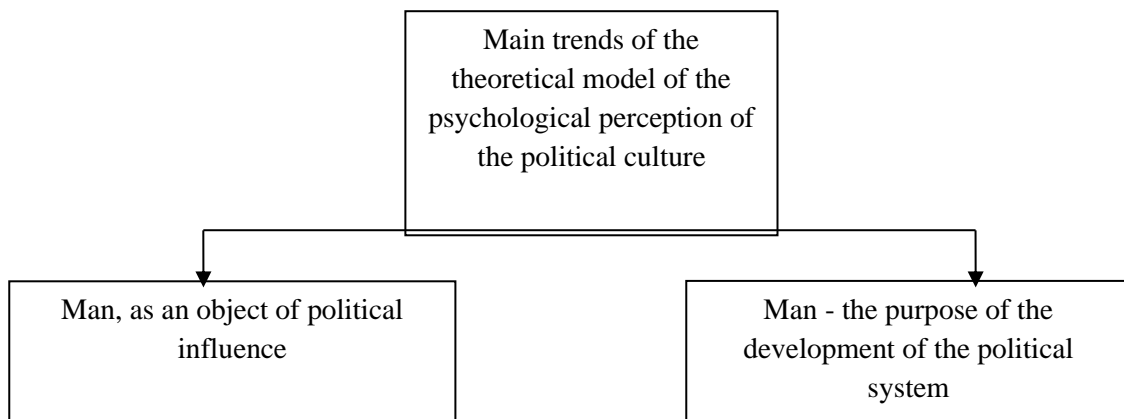 Main trends of the
theoretical model of the
psychological perception of
the political culture
Man, as an object of political
influence
Man - the purpose of the
development of the political
system